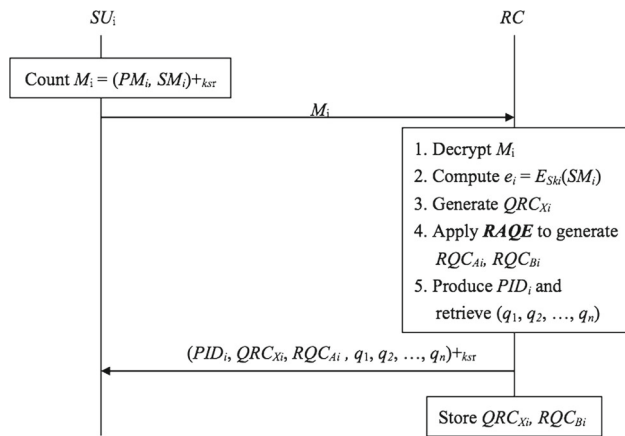 SUi RC
Count Mi = (PMi, SMi)+ksτ
Mi
1. Decrypt Mi
2. Compute ei = ESki(SMi)
3. Generate QRCXi
4. Apply RAQE to generate
RQCAi, RQCBi
5. Produce PIDi and
retrieve (q1, q2, …, qn)
(PIDi, QRCXi, RQCAi , q1, q2, …, qn)+ksτ
Store QRCXi, RQCBi